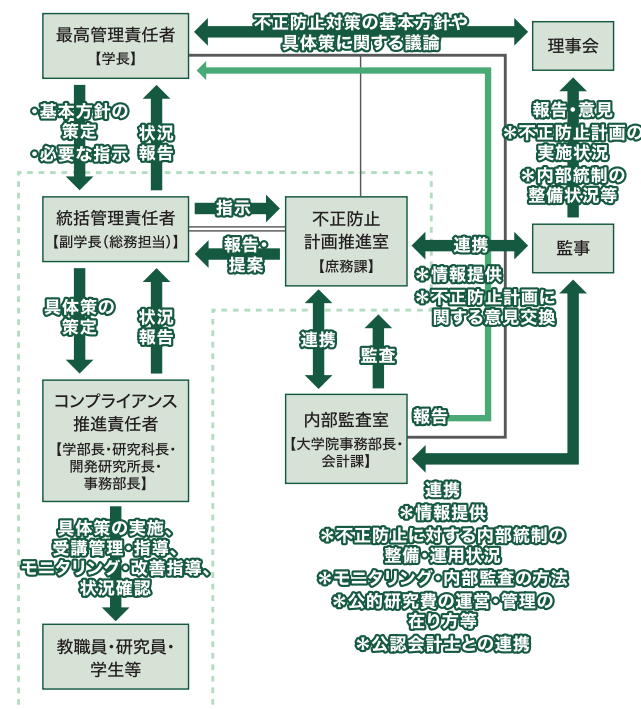 最高管理責任者
【学長】
不正防止対策の基本方針や
具体策に関する議論
理事会
・基本方針の
策定
・必要な指示
状況
報告
報告・意見
＊不正防止計画の
実施状況
＊内部統制の
整備状況等
統括管理責任者
【副学長（総務担当）】
指示
報告・
提案
不正防止
計画推進室
【庶務課】
連携
＊情報提供
＊不正防止計画に
関する意見交換
監事
具体策の
策定
状況
報告
連携
監査
コンプライアンス
推進責任者
【学部長・研究科長・
開発研究所長・
事務部長】
内部監査室
【大学院事務部長・
会計課】
報告
連携
＊情報提供
＊不正防止に対する内部統制の
整備・運用状況
＊モニタリング・内部監査の方法
＊公的研究費の運営・管理の
在り方等
＊公認会計士との連携
具体策の実施、
受講管理・指導、
モニタリング・改善指導、
状況確認
教職員・研究員・
学生等